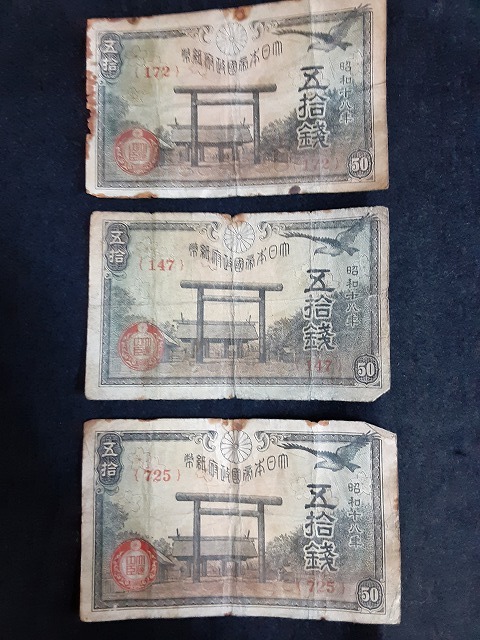 五拾
大日本帝國政府紙幣
{172}
五拾錢
昭和十八年
50
五拾
大日本帝國政府紙幣
{147}
五拾錢
昭和十八年
{147}
50
五拾
大日本帝國政府紙幣
{725}
五拾錢
昭和十八年
{725}
50